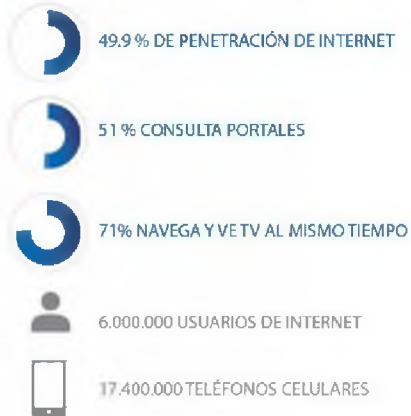 49.9 % DE PENETRACIÓN DE INTERNET
51 % CONSULTA PORTALES
71% NAVEGA Y VE TV AL MISMO TIEMPO
6.000.000 USUARIOS DE INTERNET
17.400.000 TELÉFONOS CELULARES